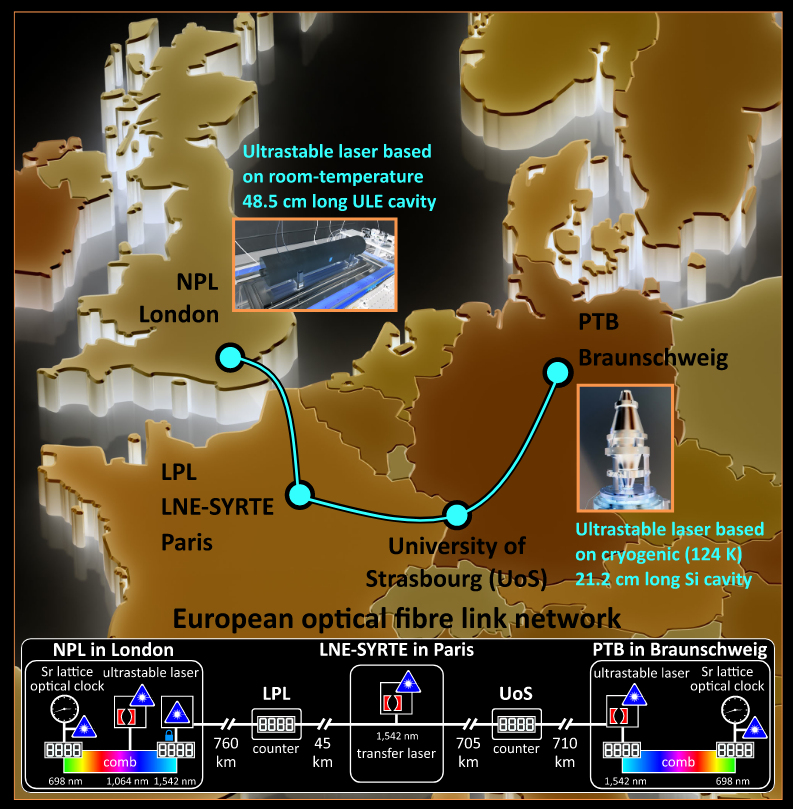 Ultrastable laser based
on room-temperature
48.5 cm long ULE cavity
NPL
London
PTB
Braunschweig
LPL
LNE-SYRTE
Paris
University of
Strasbourg (UoS)
Ultrastable laser based
on cryogenic (124 K)
21.2 cm long Si cavity
European optical fibre link network
NPL in London
LNE-SYRTE in Paris
PTB in Braunschweig
Sr lattice
optical clock
ultrastable laser
comb
698 nm
1,064 nm
1,542 nm
760
km
LPL
counter
45
km
1,542 nm
transfer laser
705
km
UoS
counter
710
km
ultrastable laser
Sr lattice
optical clock
comb
1,542 nm
698 nm